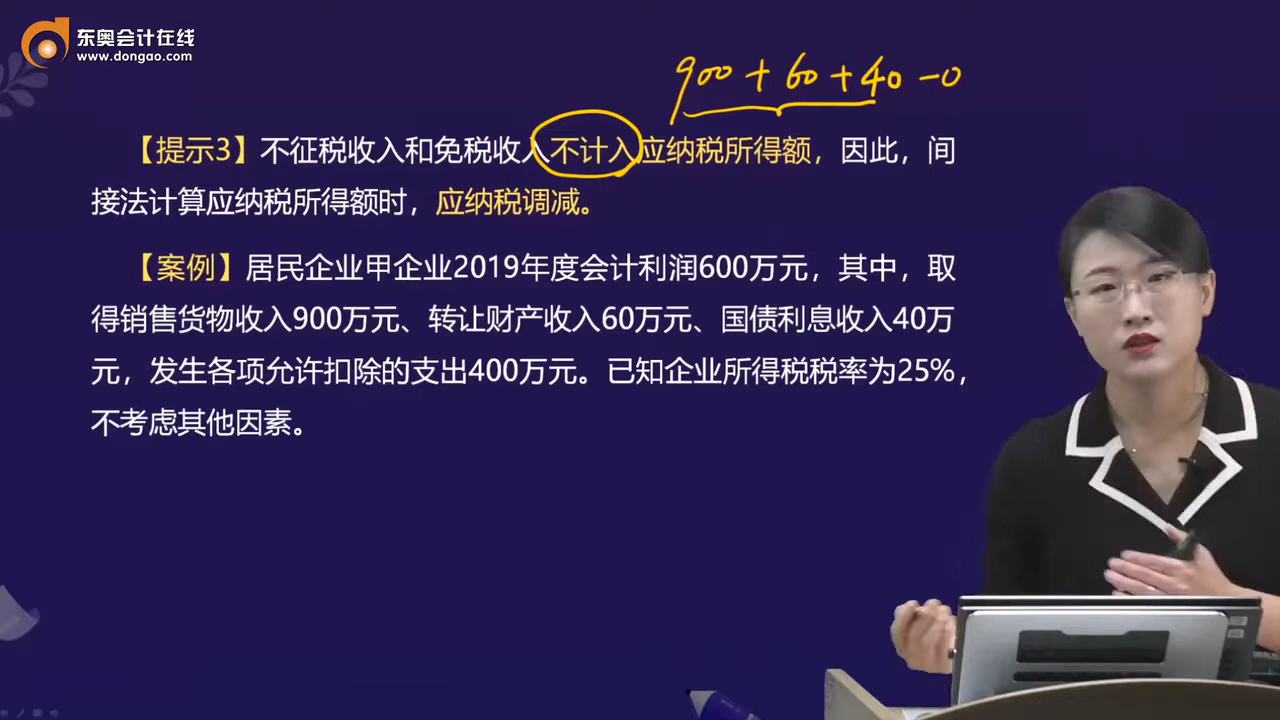 东奥会计在线
www.dongao.com
900+60+40-0
【提示3】不征税收入和免税收入不计入应纳税所得额，因此，间
接法计算应纳税所得额时，应纳税调减。
【案例】居民企业甲企业2019年度会计利润600万元，其中，取
得销售货物收入900万元、转让财产收入60万元、国债利息收入40万
元，发生各项允许扣除的支出400万元。已知企业所得税税率为25%，
不考虑其他因素。